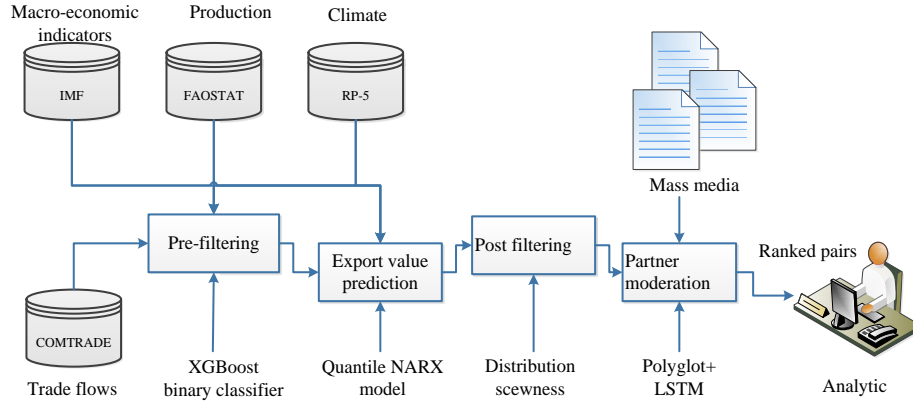 Macro-economic
indicators
Production
Climate
IMF
FAOSTAT
RP-5
Mass media
Pre-filtering
Export value
prediction
Post filtering
Partner
moderation
Ranked pairs
COMTRADE
Trade flows
XGBoost
binary classifier
Quantile NARX
model
Distribution
scewness
Polyglot+
LSTM
Analytic